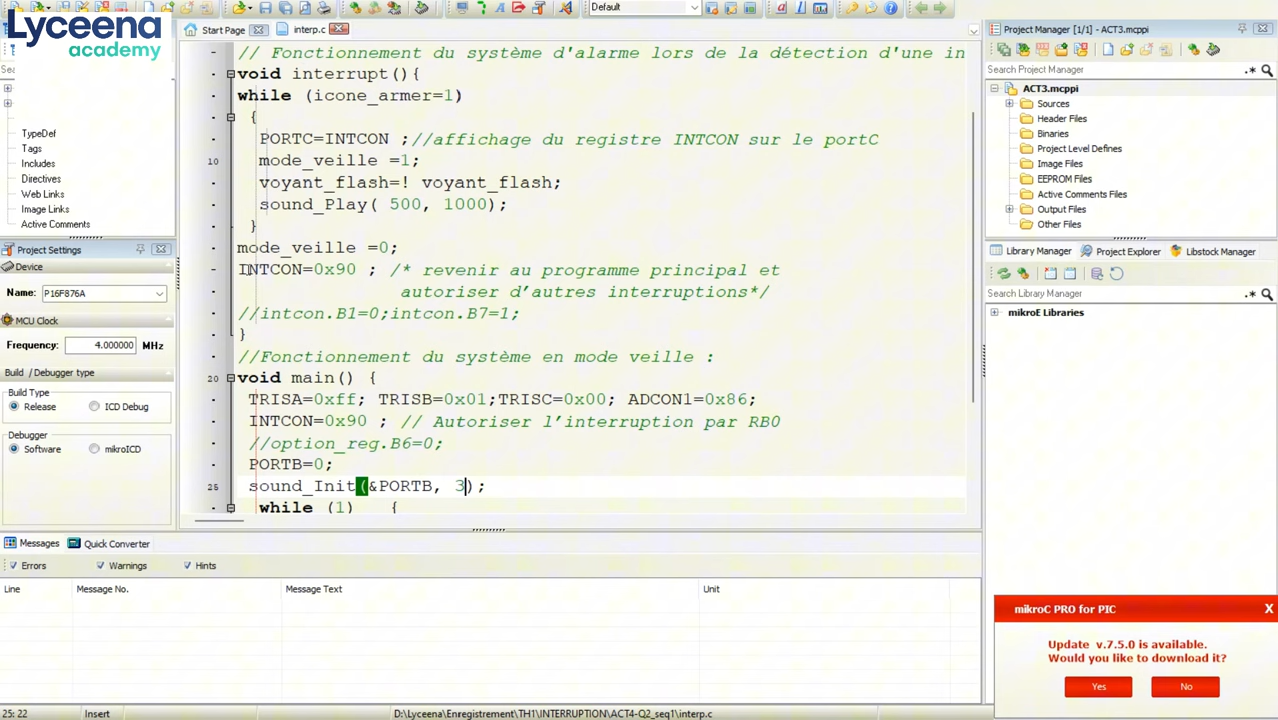 Default
Lyceena
academy
Start Page
interp.c
// Fonctionnement du système d'alarme lors de la détection d'une in
void interrupt(){
while (icone_armer=1)
{
PORTC=INTCON ;//affichage du registre INTCON sur le portC
10 mode_veille =1;
voyant_flash=! voyant_flash;
sound_Play( 500, 1000);
}
mode_veille =0;
INTCON=0x90 ; /* revenir au programme principal et
autoriser d’autres interruptions*/
//intcon.B1=0;intcon.B7=1;
}
//Fonctionnement du système en mode veille :
20 void main() {
TRISA=0xff; TRISB=0x01;TRISC=0x00; ADCON1=0x86;
INTCON=0x90 ; // Autoriser l’interruption par RB0
//option_reg.B6=0;
PORTB=0;
25 sound_Init(&PORTB, 3);
while (1) {
TypeDef
Tags
Includes
Directives
Web Links
Image Links
Active Comments
Project Settings
Device
Name: P16F876A
MCU Clock
Frequency: 4.000000 MHz
Build / Debugger type
Build Type
Release ICD Debug
Debugger
Software mikroICD
Project Manager [1/1] - ACT3.mcppi
Search Project Manager
ACT3.mcppi
Sources
Header Files
Binaries
Project Level Defines
Image Files
EEPROM Files
Active Comments Files
Output Files
Other Files
Library Manager Project Explorer Libstock Manager
Search Library Manager
mikroE Libraries
Messages Quick Converter
Errors Warnings Hints
Line Message No. Message Text Unit
mikroC PRO for PIC X
Update v.7.5.0 is available.
Would you like to download it?
Yes No
25: 22 Insert D:\Lyceena\Enregistrement\TH1\INTERRUPTION\ACT4-Q2_seq1\interp.c